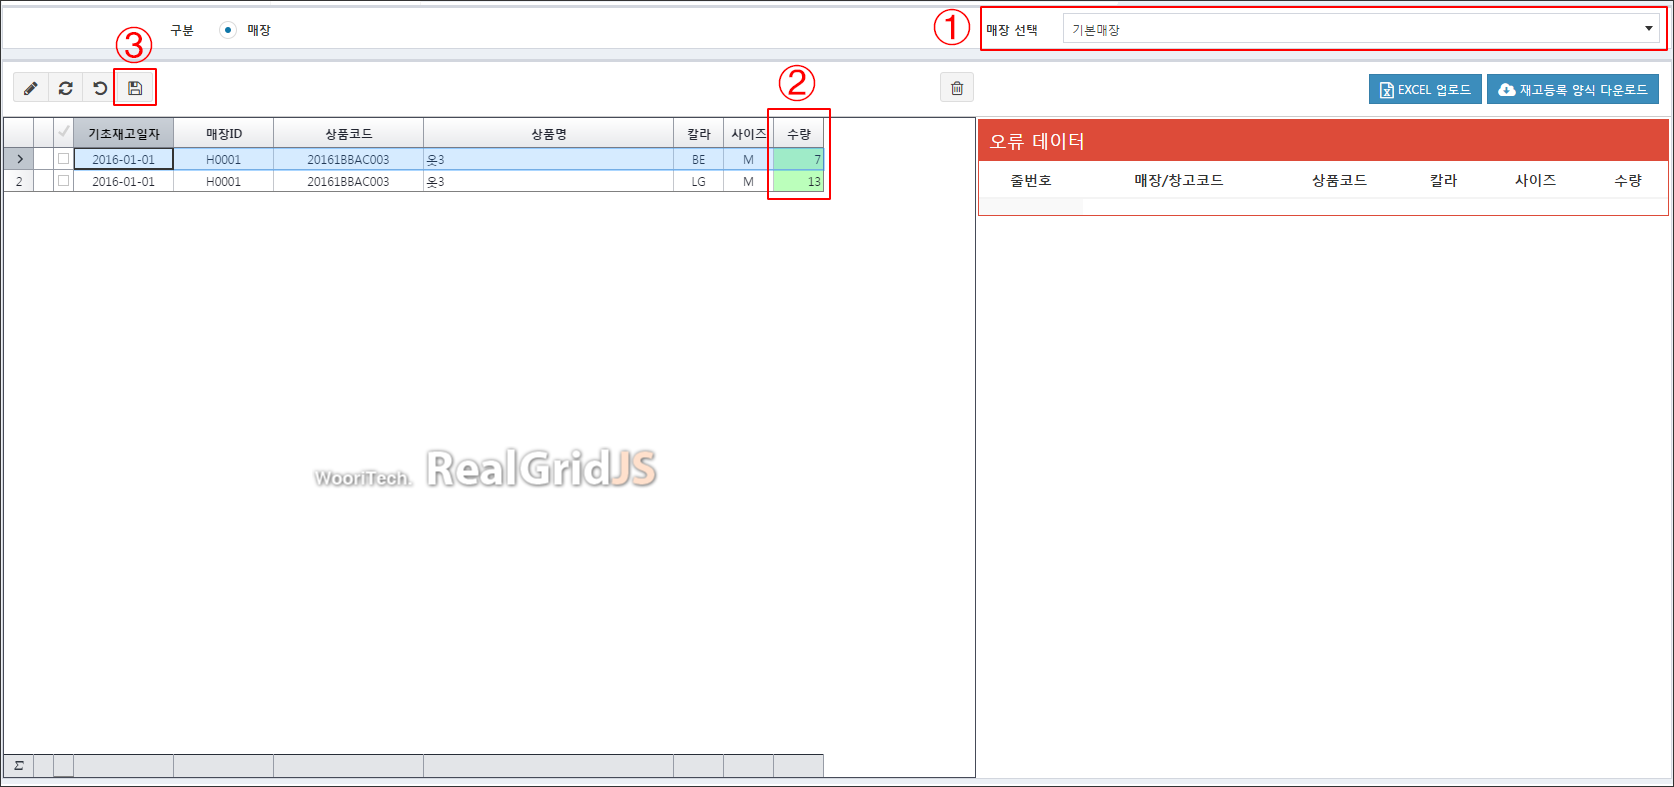 구분 매장 ① 매장 선택 기본매장
③
②
EXCEL 업로드 재고등록 양식 다운로드
기초재고일자 매장ID 상품코드 상품명 칼라 사이즈 수량
2016-01-01 H0001 20161BBAC003 옷3 BE M 7
2 2016-01-01 H0001 20161BBAC003 옷3 LG M 13
오류 데이터
줄번호 매장/창고코드 상품코드 칼라 사이즈 수량
WooriTech. RealGridJS
Σ